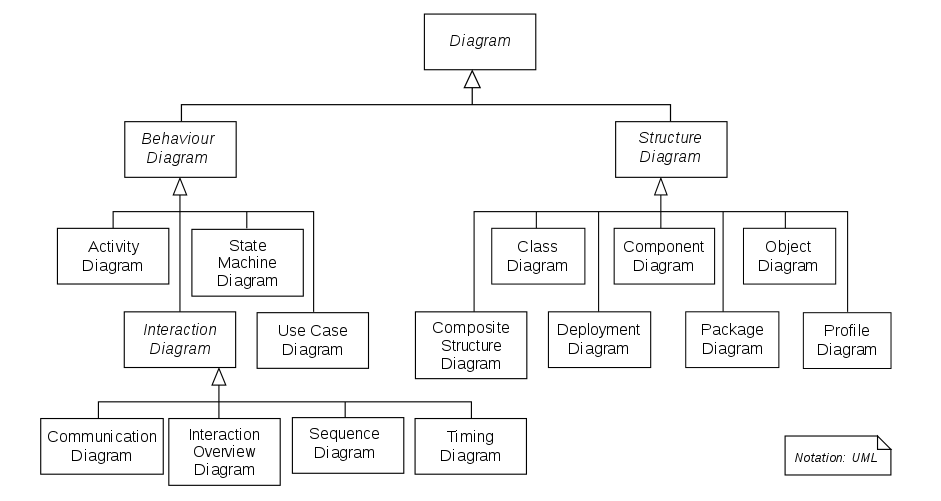 Diagram
Behaviour
Diagram
Structure
Diagram
Activity
Diagram
State
Machine
Diagram
Class
Diagram
Component
Diagram
Object
Diagram
Interaction
Diagram
Use Case
Diagram
Composite
Structure
Diagram
Deployment
Diagram
Package
Diagram
Profile
Diagram
Communication
Diagram
Interaction
Overview
Diagram
Sequence
Diagram
Timing
Diagram
Notation: UML